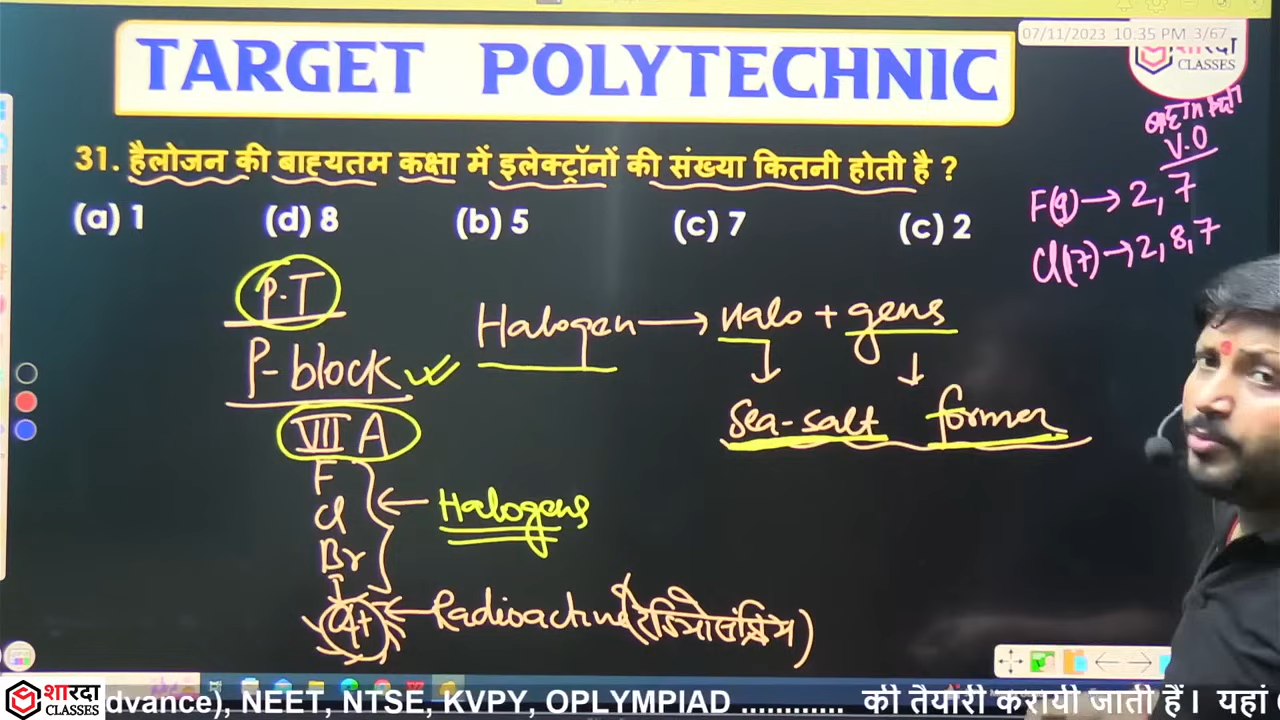 07/11/2023 10:35 PM 3/67
TARGET POLYTECHNIC
शारदा
CLASSES
31. हैलोजन की बाह्यतम कक्षा में इलेक्ट्रॉनों की संख्या कितनी होती है ?
(a) 1 (d) 8 (b) 5 (c) 7 (c) 2
V.O
F(9) → 2, 7
Cl(17) → 2, 8, 7
P.T
P-block
VII A
F
Cl
Br
I
At
Halogen → halo + gens
sea-salt former
Halogens
Radioactive
शारदा
CLASSES
dvance), NEET, NTSE, KVPY, OPLYMPIAD ............ की तैयारी करायी जाती हैं। यहां